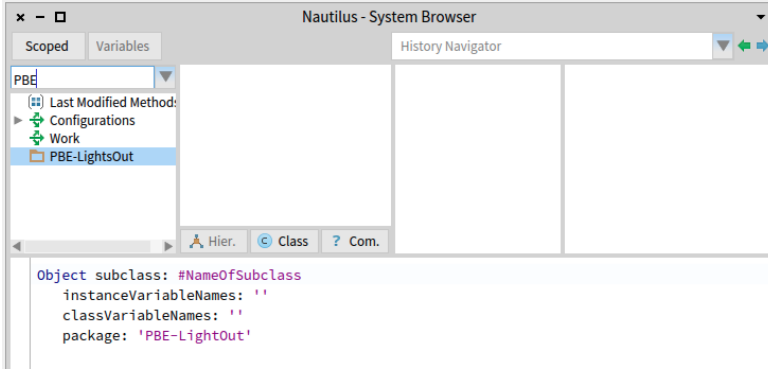 Nautilus - System Browser
Scoped Variables History Navigator
PBE
Last Modified Methods
Configurations
Work
PBE-LightsOut
Hier. Class ? Com.
Object subclass: #NameOfSubclass
instanceVariableNames: ''
classVariableNames: ''
package: 'PBE-LightOut'